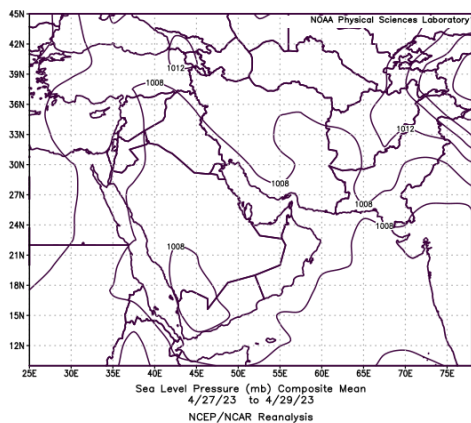 NOAA Physical Sciences Laboratory
45N
42N
39N
36N
33N
30N
27N
24N
21N
18N
15N
12N
1012
1008
1012
1008
1008
1008
1008
25E 30E 35E 40E 45E 50E 55E 60E 65E 70E 75E
Sea Level Pressure (mb) Composite Mean
4/27/23 to 4/29/23
NCEP/NCAR Reanalysis